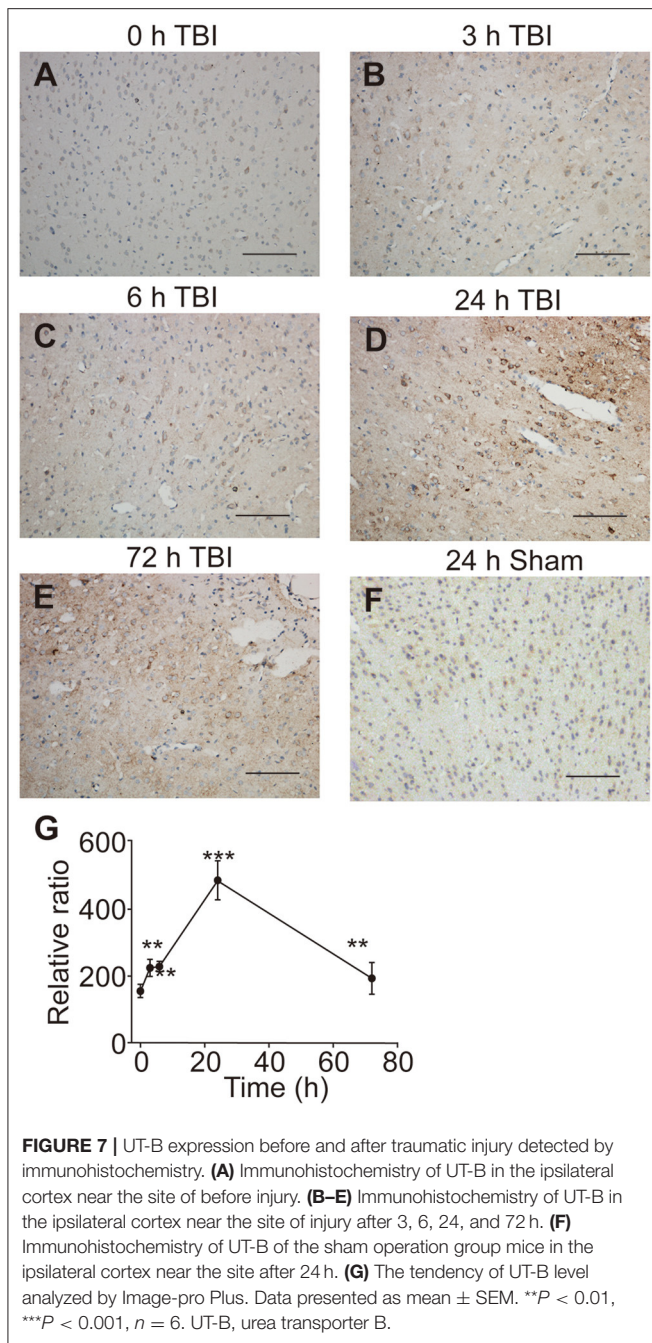 0 h TBI
3 h TBI
A
B
6 h TBI
24 h TBI
C
D
72 h TBI
24 h Sham
E
F
G
600
400
200
0
Relative ratio
**
**
***
**
0 20 40 60 80
Time (h)
FIGURE 7 | UT-B expression before and after traumatic injury detected by
immunohistochemistry. (A) Immunohistochemistry of UT-B in the ipsilateral
cortex near the site of before injury. (B–E) Immunohistochemistry of UT-B in
the ipsilateral cortex near the site of injury after 3, 6, 24, and 72 h. (F)
Immunohistochemistry of UT-B of the sham operation group mice in the
ipsilateral cortex near the site after 24 h. (G) The tendency of UT-B level
analyzed by Image-pro Plus. Data presented as mean ± SEM. **P < 0.01,
***P < 0.001, n = 6. UT-B, urea transporter B.